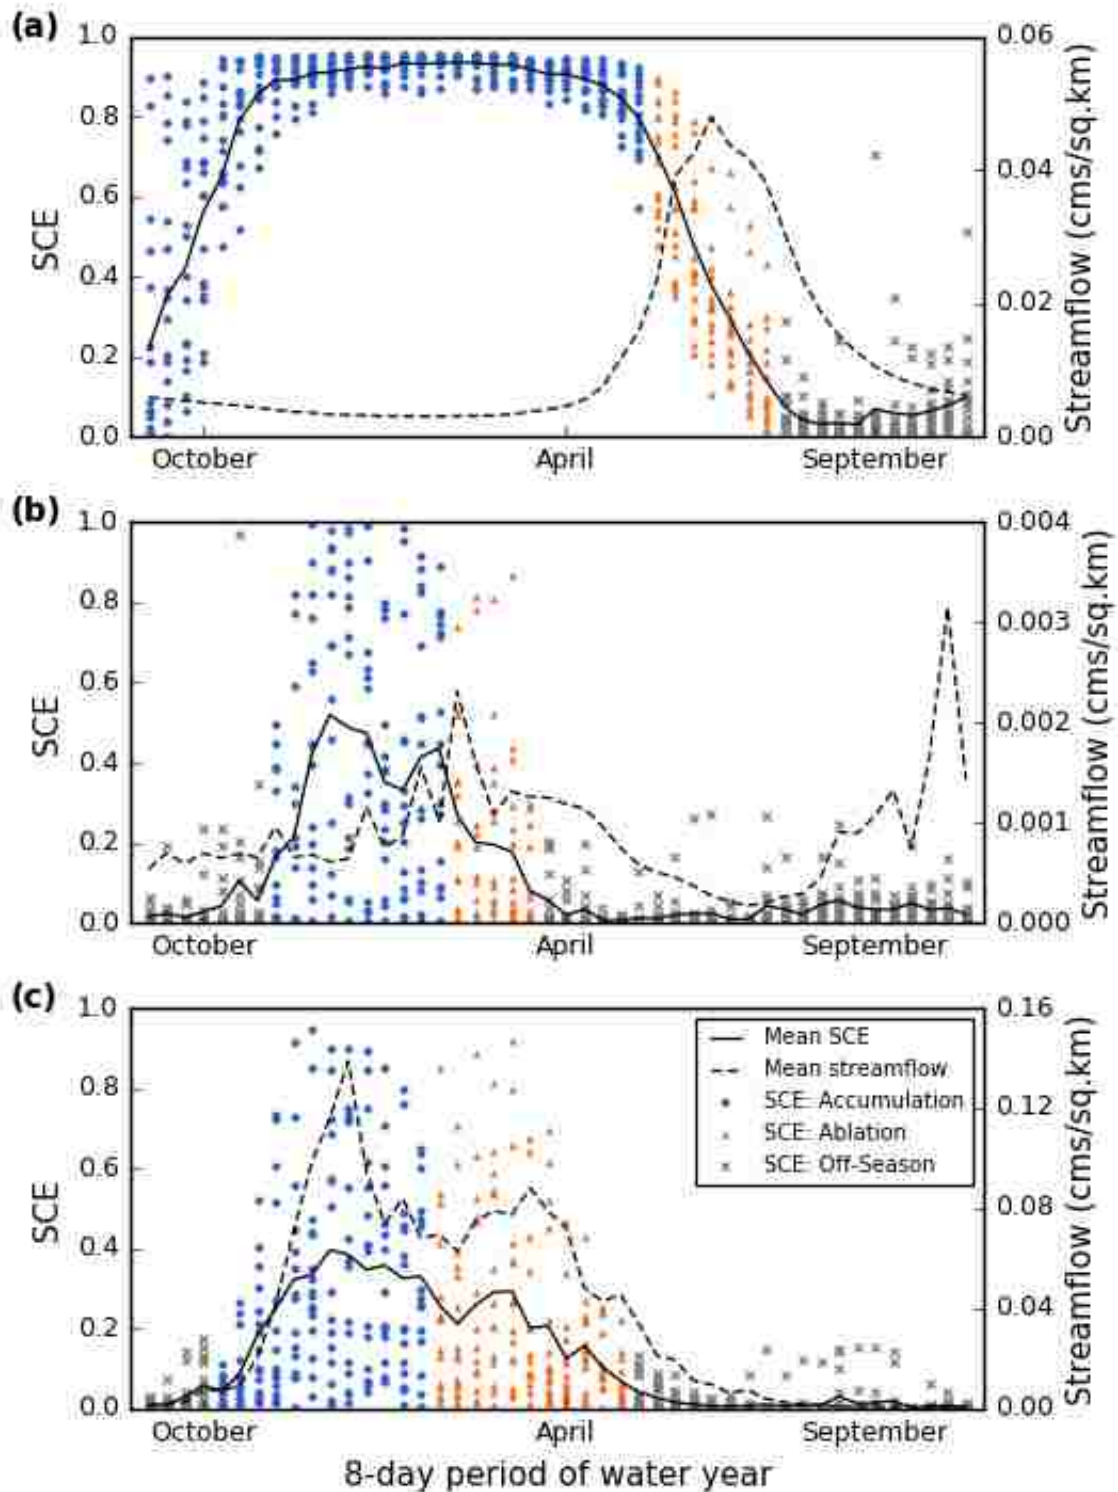 (a)
1.0
0.8
0.6
0.4
0.2
0.0
SCE
0.06
0.04
0.02
0.00
Streamflow (cms/sq.km)
October April September
(b)
1.0
0.8
0.6
0.4
0.2
0.0
SCE
0.004
0.003
0.002
0.001
0.000
Streamflow (cms/sq.km)
October April September
(c)
1.0
0.8
0.6
0.4
0.2
0.0
SCE
Mean SCE
Mean streamflow
SCE: Accumulation
SCE: Ablation
SCE: Off-Season
0.16
0.12
0.08
0.04
0.00
Streamflow (cms/sq.km)
October April September
8-day period of water year